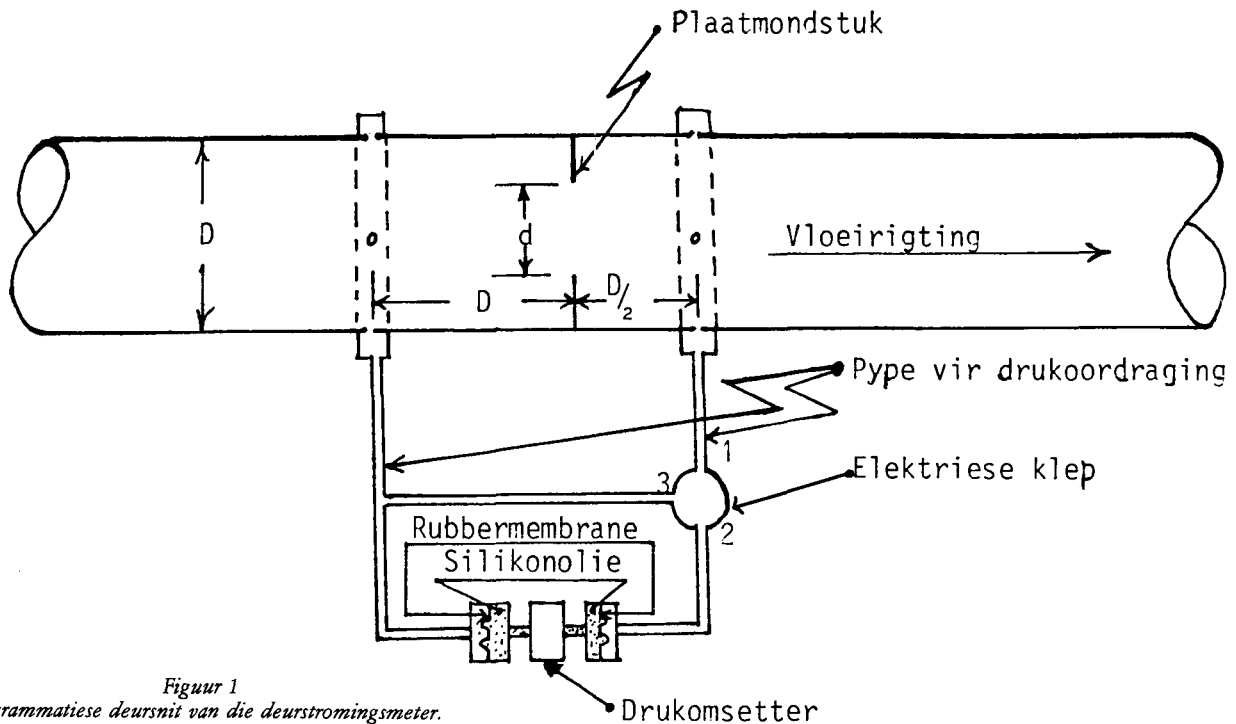 Plaatmondstuk
D
d
Vloeirigting
D
D/2
Pype vir drukoordraging
1
Elektriese klep
3
2
Rubbermembrane
Silikonolie
Figuur 1
rammatiese deursnit van die deurstromingsmeter.
Drukomsetter